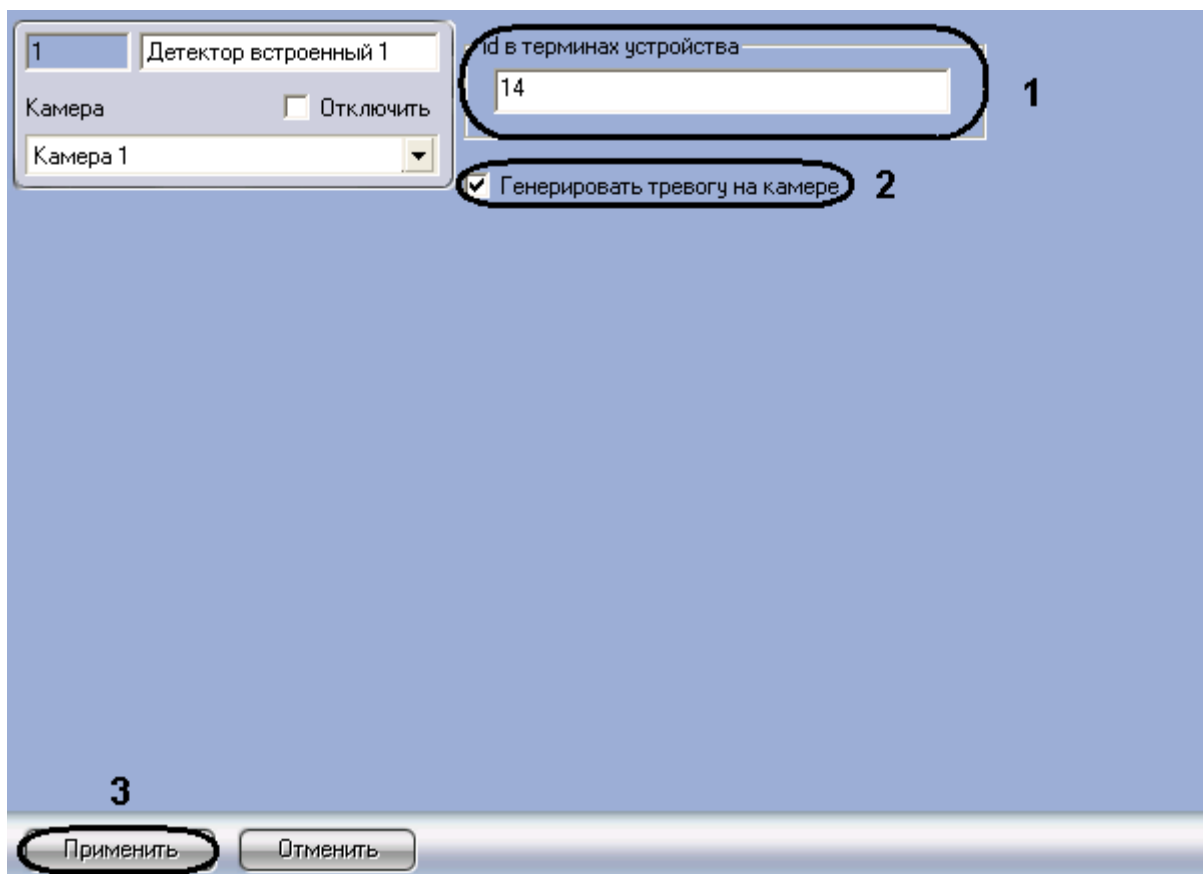 1
Детектор встроенный 1
Камера
Отключить
Камера 1
id в терминах устройства
14
1
Генерировать тревогу на камере
2
3
Применить
Отменить